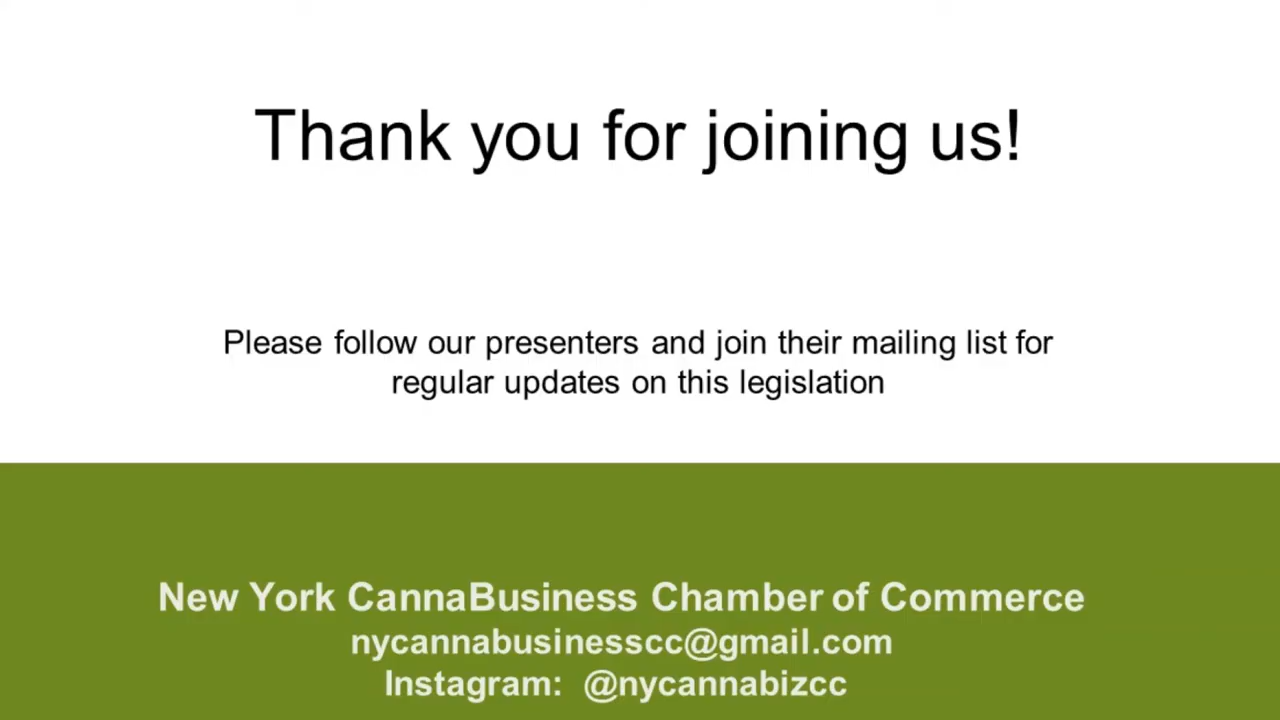 Thank you for joining us!
Please follow our presenters and join their mailing list for
regular updates on this legislation
New York CannaBusiness Chamber of Commerce
nycannabusinesscc@gmail.com
Instagram: @nycannabizcc